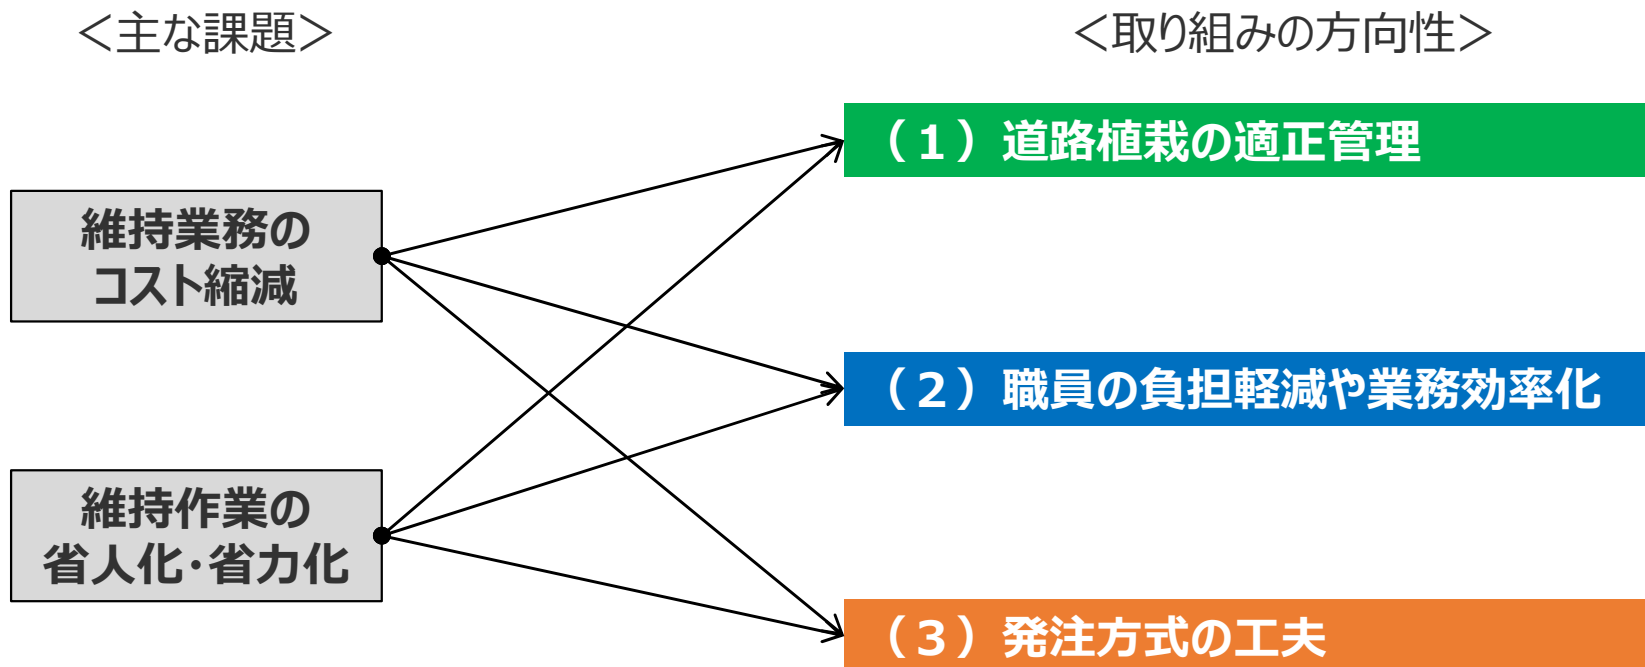 ＜主な課題＞
＜取り組みの方向性＞
維持業務の
コスト縮減
維持作業の
省人化・省力化
（１）道路植栽の適正管理
（２）職員の負担軽減や業務効率化
（３）発注方式の工夫